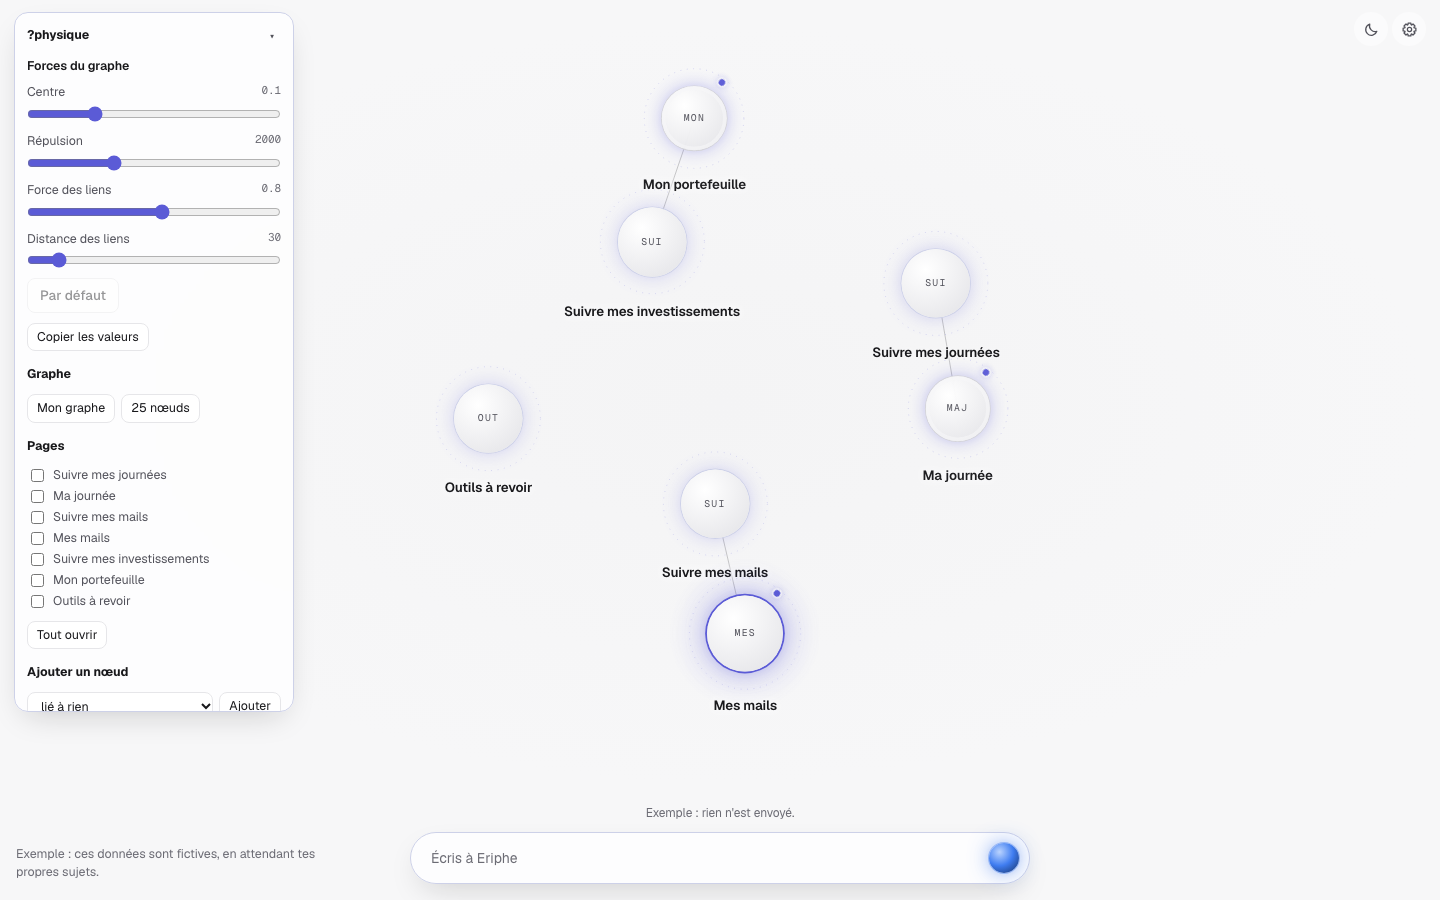 ?physique
Forces du graphe
Centre 0.1
Répulsion 2000
Force des liens 0.8
Distance des liens 30
Par défaut
Copier les valeurs
Graphe
Mon graphe 25 nœuds
Pages
Suivre mes journées
Ma journée
Suivre mes mails
Mes mails
Suivre mes investissements
Mon portefeuille
Outils à revoir
Tout ouvrir
Ajouter un nœud
lié à rien Ajouter
MON
Mon portefeuille
SUI
Suivre mes investissements
SUI
Suivre mes journées
MAJ
Ma journée
OUT
Outils à revoir
SUI
Suivre mes mails
MES
Mes mails
Exemple : rien n'est envoyé.
Écris à Eriphe
Exemple : ces données sont fictives, en attendant tes
propres sujets.